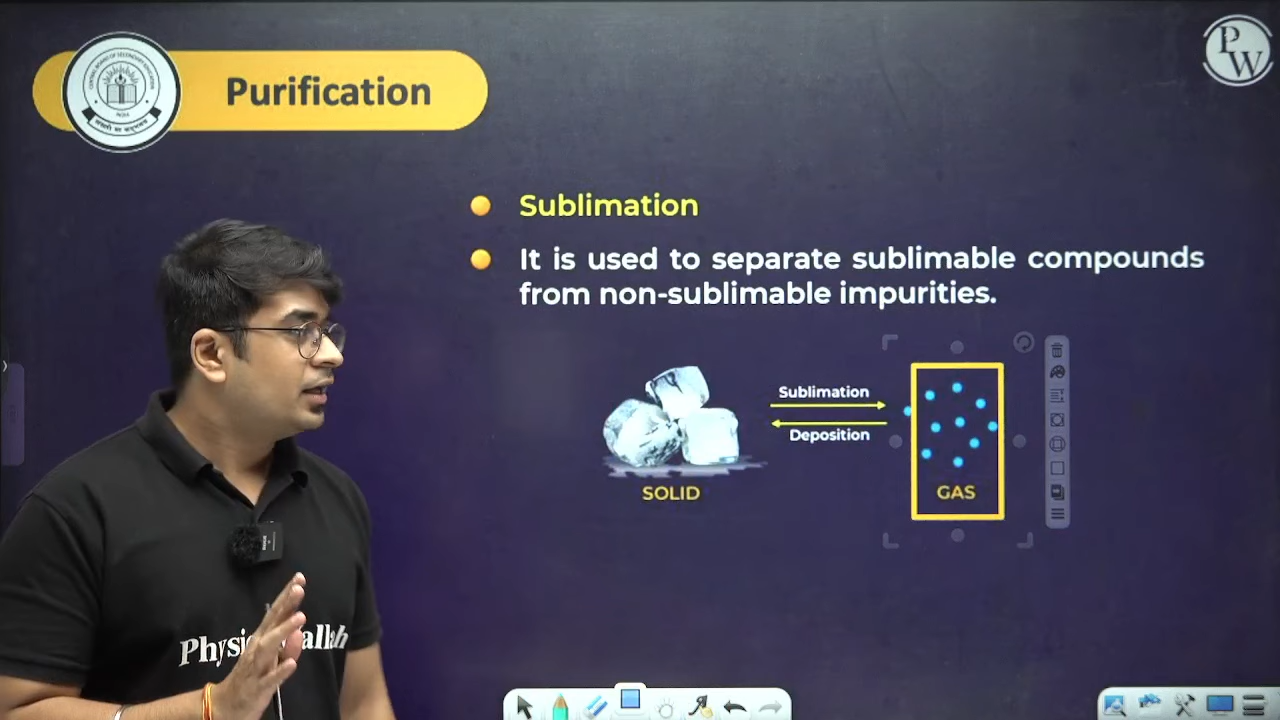 Purification
PW
Sublimation
It is used to separate sublimable compounds
from non-sublimable impurities.
Sublimation
Deposition
SOLID
GAS